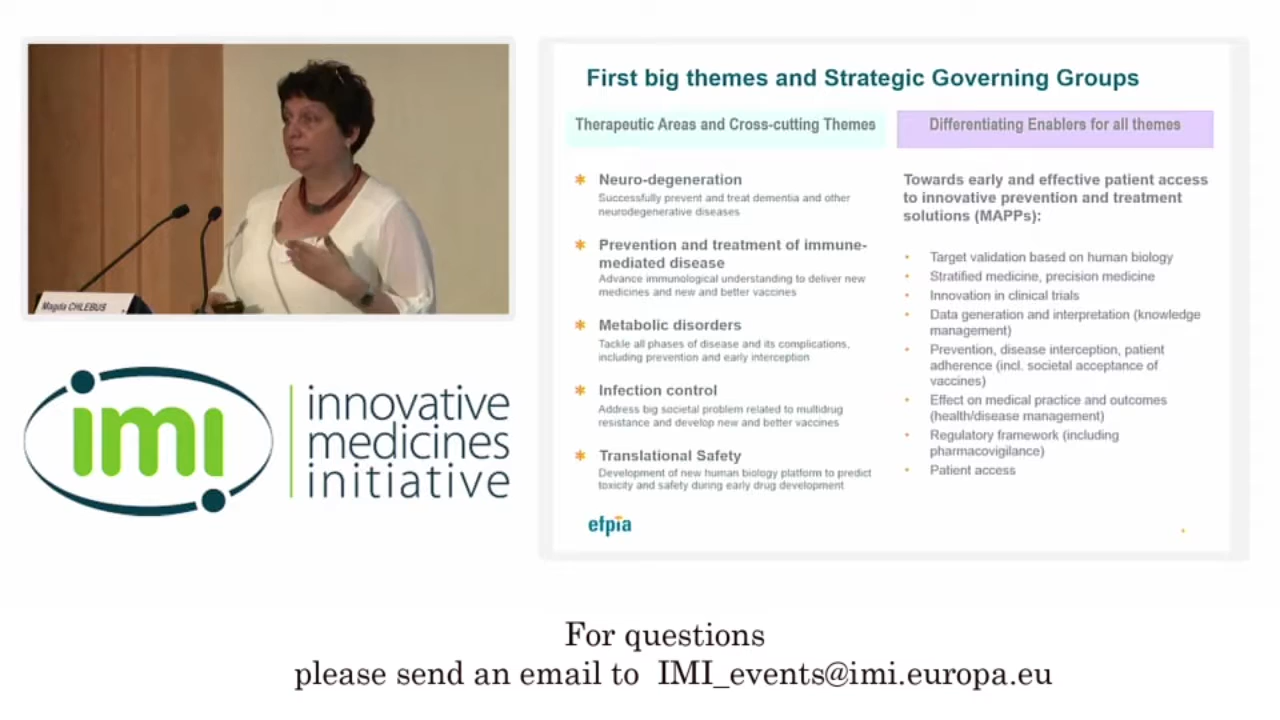 Magda CHLEBUS
imi
innovative
medicines
initiative
First big themes and Strategic Governing Groups
Therapeutic Areas and Cross-cutting Themes
Neuro-degeneration
Successfully prevent and treat dementia and other
neurodegenerative diseases
Prevention and treatment of immune-
mediated disease
Advance immunological understanding to deliver new
medicines and new and better vaccines
Metabolic disorders
Tackle all phases of disease and its complications,
including prevention and early interception
Infection control
Address big societal problem related to multidrug
resistance and develop new and better vaccines
Translational Safety
Development of new human biology platform to predict
toxicity and safety during early drug development
efpia
Differentiating Enablers for all themes
Towards early and effective patient access
to innovative prevention and treatment
solutions (MAPPs):
• Target validation based on human biology
• Stratified medicine, precision medicine
• Innovation in clinical trials
• Data generation and interpretation (knowledge
management)
• Prevention, disease interception, patient
adherence (incl. societal acceptance of
vaccines)
• Effect on medical practice and outcomes
(health/disease management)
• Regulatory framework (including
pharmacovigilance)
• Patient access
For questions
please send an email to IMI_events@imi.europa.eu